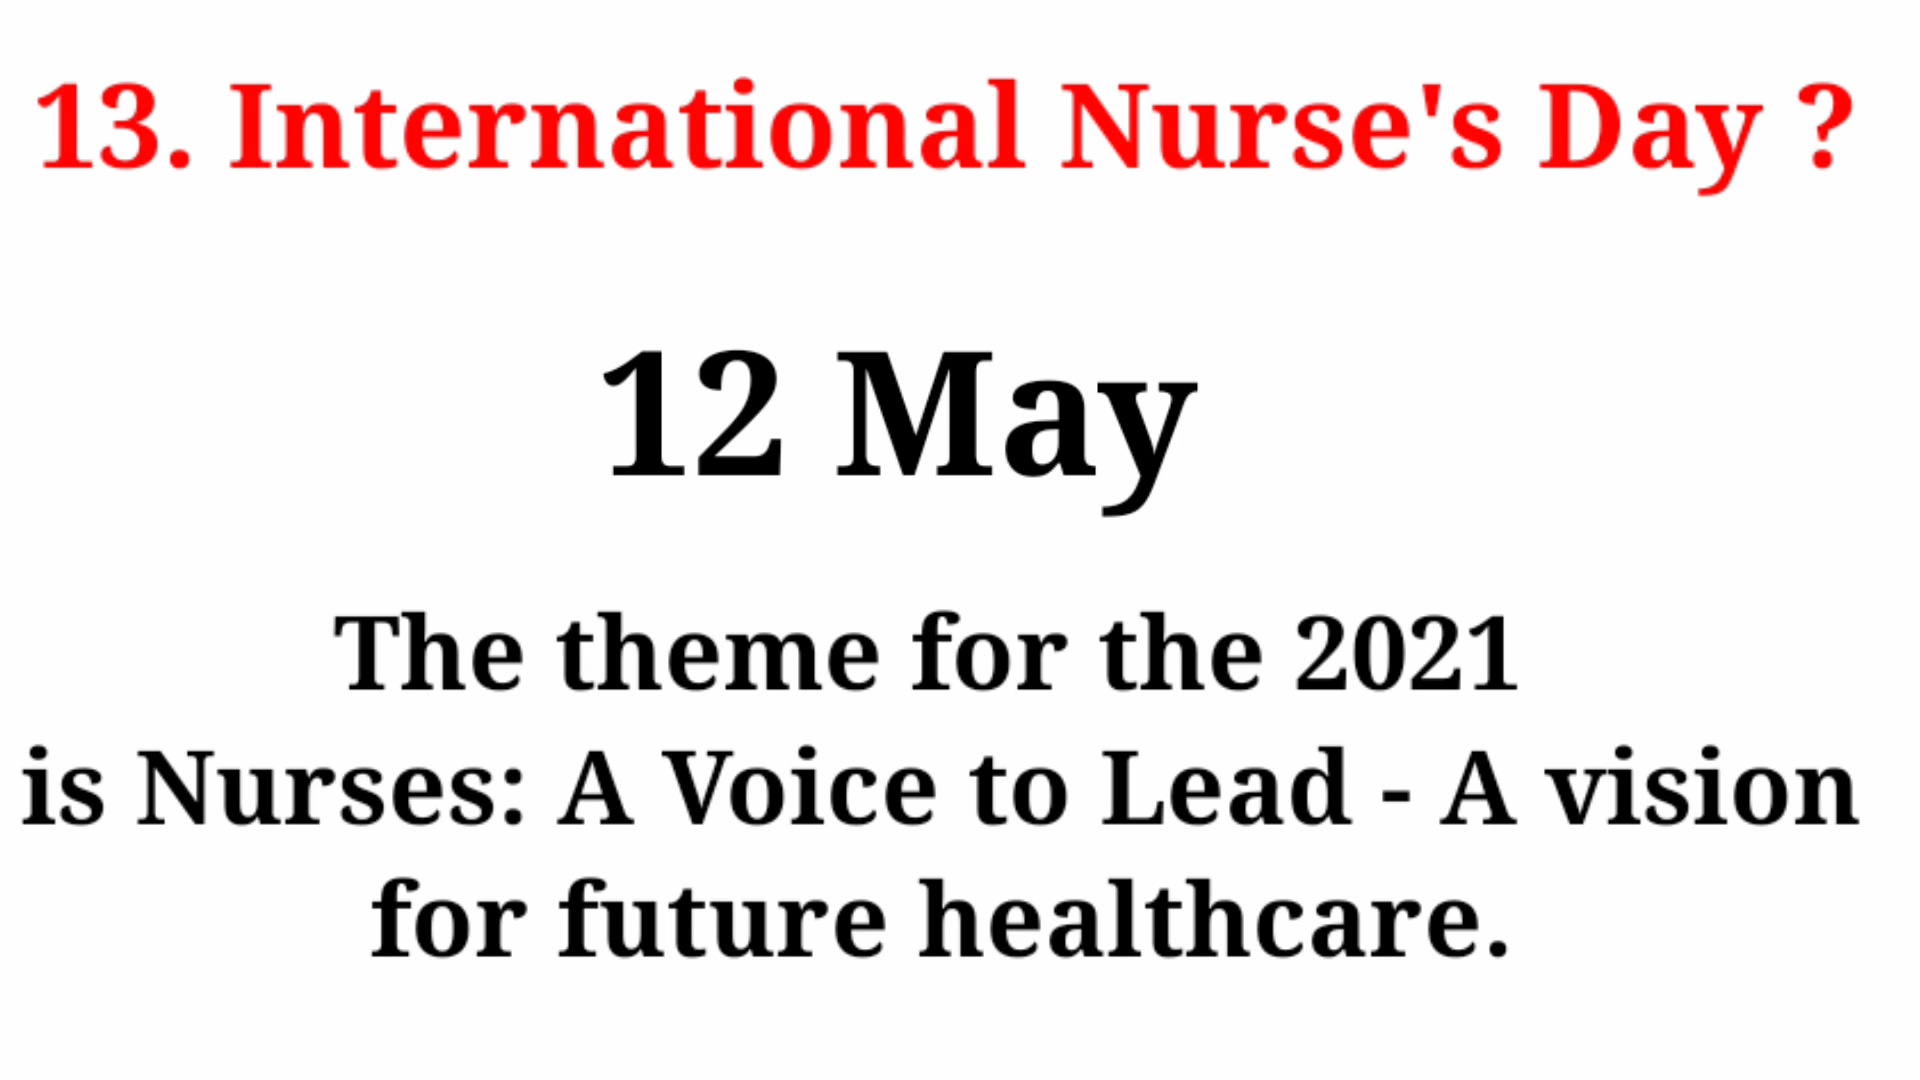 13. International Nurse's Day ?
12 May
The theme for the 2021
is Nurses: A Voice to Lead - A vision
for future healthcare.